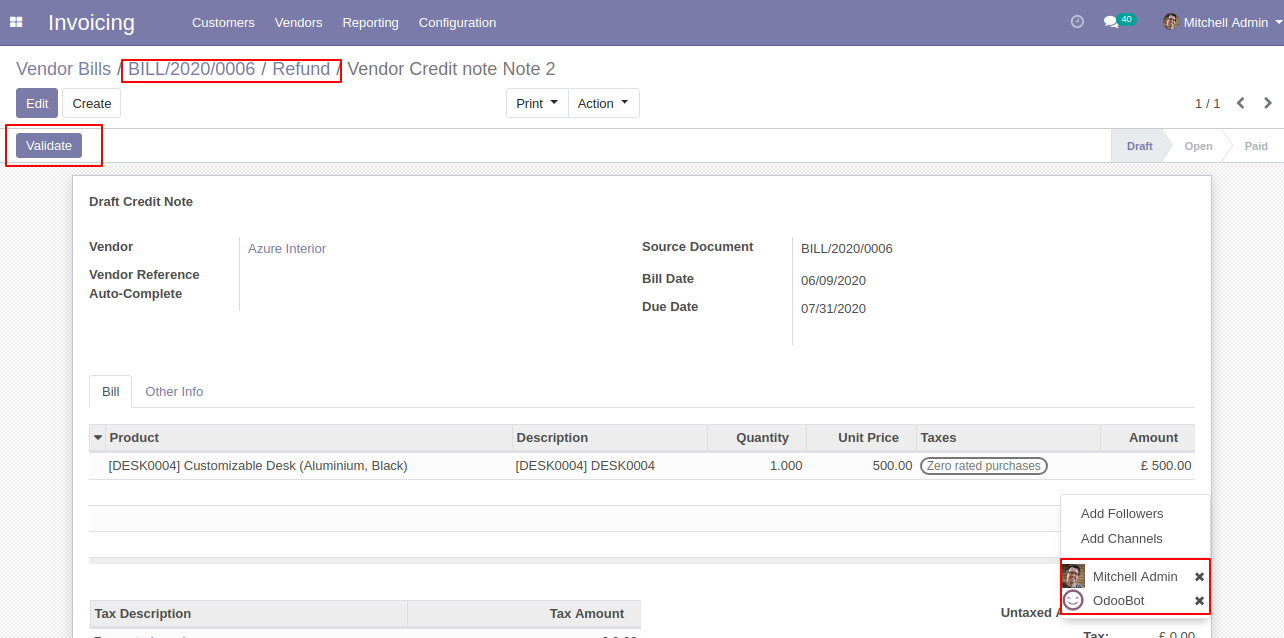 Invoicing Customers Vendors Reporting Configuration 40 Mitchell Admin
Vendor Bills / BILL/2020/0006 / Refund / Vendor Credit note Note 2
Edit Create Print Action 1 / 1
Validate Draft Open Paid
Draft Credit Note
Vendor Azure Interior Source Document BILL/2020/0006
Vendor Reference Bill Date 06/09/2020
Auto-Complete
Due Date 07/31/2020
Bill Other Info
Product Description Quantity Unit Price Taxes Amount
[DESK0004] Customizable Desk (Aluminium, Black) [DESK0004] DESK0004 1.000 500.00 Zero rated purchases £ 500.00
Add Followers
Add Channels
Mitchell Admin
OdooBot
Tax Description Tax Amount Untaxed
Tax: £ 0.00